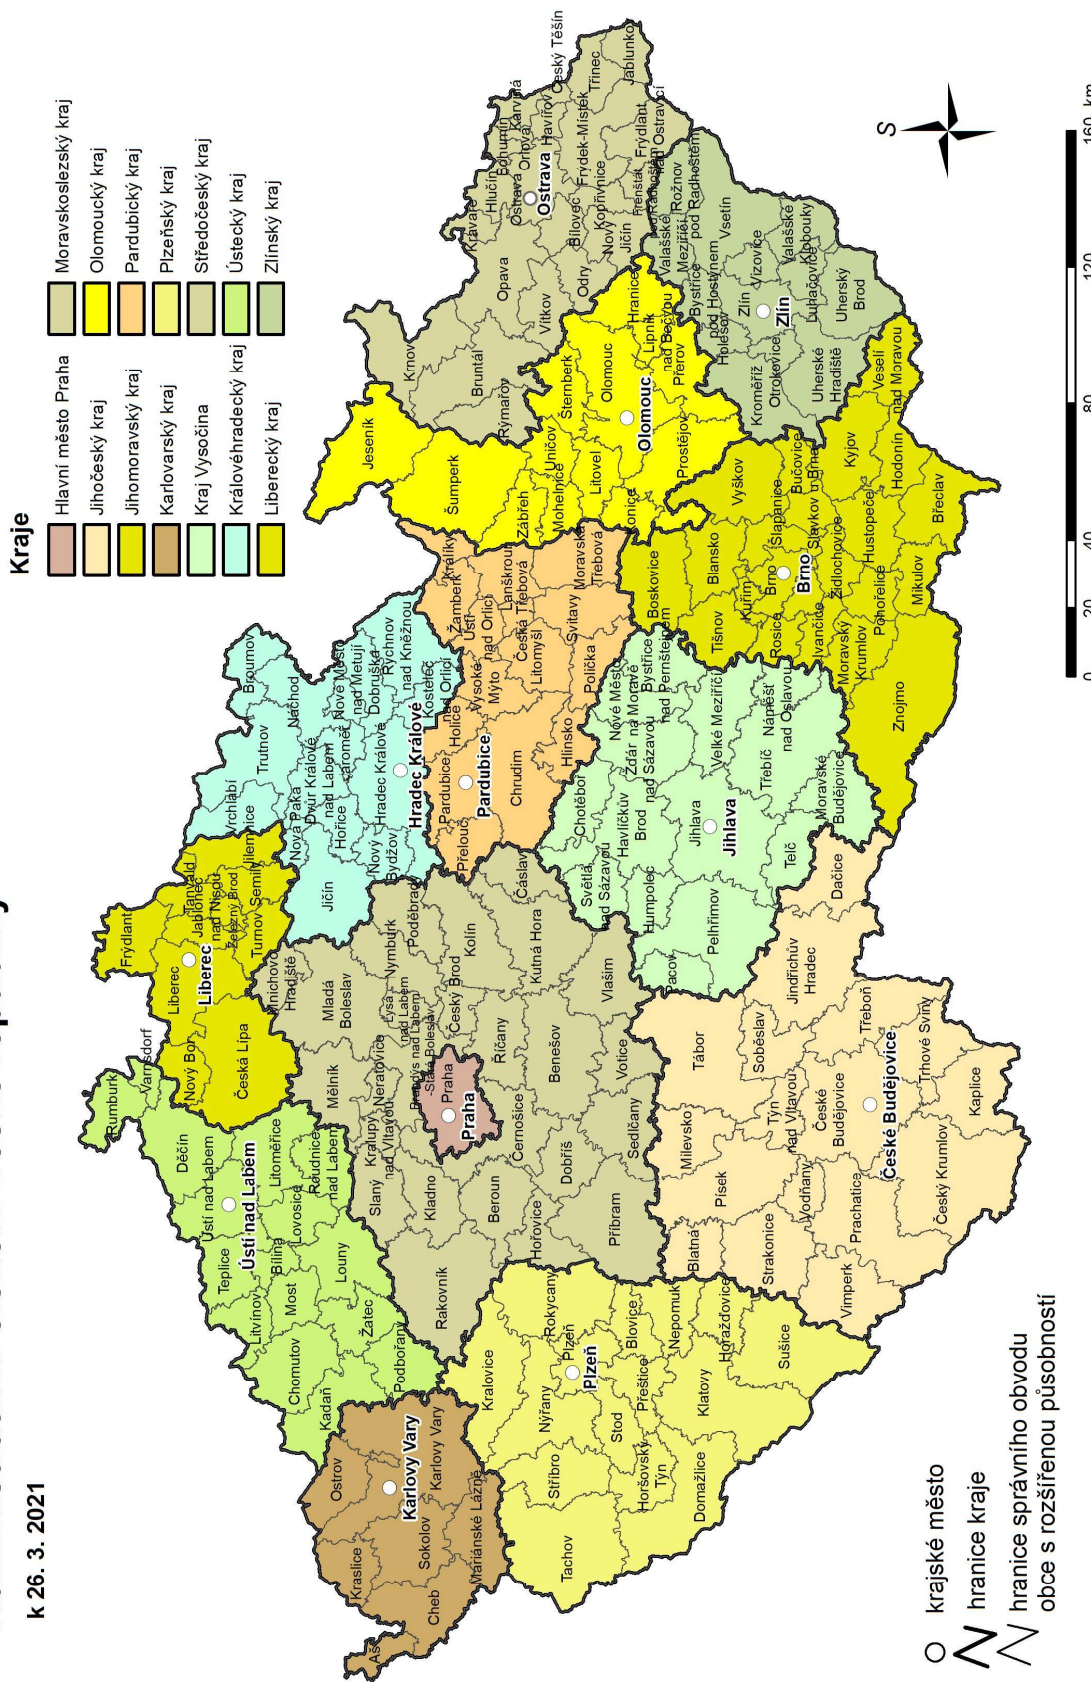 k 26. 3. 2021
Kraje
Hlavní město Praha
Jihočeský kraj
Jihomoravský kraj
Karlovarský kraj
Kraj Vysočina
Královéhradecký kraj
Liberecký kraj
Moravskoslezský kraj
Olomoucký kraj
Pardubický kraj
Plzeňský kraj
Středočeský kraj
Ústecký kraj
Zlínský kraj
Aš
Kraslice
Cheb
Sokolov
Ostrov
Karlovy Vary
Karlovy Vary
Mariánské Lázně
Kadaň
Chomutov
Litvínov
Most
Podbořany
Žatec
Louny
Teplice
Bílina
Ústí nad Labem
Ústí nad Labem
Lovosice
Litoměřice
Roudnice
nad Labem
Děčín
Rumburk
Varnsdorf
Nový Bor
Česká Lípa
Liberec
Liberec
Frýdlant
Jablonec
nad Nisou
Tanvald
Železný Brod
Turnov
Semily
Jilemnice
Vrchlabí
Trutnov
Broumov
Náchod
Nová Paka
Dvůr Králové
nad Labem
Jaroměř
Nové Město
nad Metují
Dobruška
Rychnov
nad Kněžnou
Kostelec
nad Orlicí
Jičín
Hořice
Nový
Bydžov
Hradec Králové
Hradec Králové
Tachov
Stříbro
Nýřany
Kralovice
Plzeň
Plzeň
Rokycany
Stod
Horšovský
Týn
Domažlice
Přeštice
Blovice
Nepomuk
Klatovy
Horažďovice
Sušice
Rakovník
Slaný
Kladno
Kralupy
nad Vltavou
Mělník
Neratovice
Brandýs nad Labem
-Stará Boleslav
Mladá
Boleslav
Mnichovo
Hradiště
Lysá
nad Labem
Nymburk
Poděbrady
Český Brod
Kolín
Kutná Hora
Čáslav
Říčany
Praha
Praha
Černošice
Beroun
Hořovice
Dobříš
Příbram
Sedlčany
Benešov
Votice
Vlašim
Blatná
Strakonice
Vimperk
Písek
Milevsko
Vodňany
Prachatice
Týn
nad Vltavou
Tábor
Soběslav
České
Budějovice
České Budějovice
Český Krumlov
Kaplice
Trhové Sviny
Třeboň
Jindřichův
Hradec
Dačice
Pacov
Pelhřimov
Humpolec
Světlá
nad Sázavou
Havlíčkův
Brod
Chotěboř
Žďár
nad Sázavou
Nové Město
na Moravě
Bystřice
nad Pernštejnem
Velké Meziříčí
Jihlava
Jihlava
Telč
Třebíč
Náměšť
nad Oslavou
Moravské
Budějovice
Přelouč
Pardubice
Pardubice
Holice
Chrudim
Hlinsko
Vysoké
Mýto
Litomyšl
Polička
Svitavy
Česká
Třebová
Ústí
nad Orlicí
Žamberk
Králíky
Lanškroun
Moravská
Třebová
Znojmo
Moravský
Krumlov
Ivančice
Rosice
Tišnov
Kuřim
Brno
Brno
Šlapanice
Blansko
Boskovice
Vyškov
Bučovice
Slavkov u Brna
Židlochovice
Pohořelice
Mikulov
Hustopeče
Břeclav
Hodonín
Kyjov
Veselí
nad Moravou
Jeseník
Šumperk
Zábřeh
Mohelnice
Uničov
Litovel
Konice
Šternberk
Olomouc
Olomouc
Prostějov
Přerov
Lipník
nad Bečvou
Hranice
Krnov
Bruntál
Rýmařov
Opava
Vítkov
Odry
Kravaře
Hlučín
Ostrava
Ostrava
Bohumín
Orlová
Karviná
Havířov
Český Těšín
Třinec
Jablunkov
Frýdek-Místek
Frýdlant
nad Ostravicí
Bílovec
Nový
Jičín
Kopřivnice
Frenštát
pod Radhoštěm
Kroměříž
Otrokovice
Holešov
Bystřice
pod Hostýnem
Valašské
Meziříčí
Rožnov
pod Radhoštěm
Vsetín
Zlín
Zlín
Vizovice
Valašské
Klobouky
Luhačovice
Uherské
Hradiště
Uherský
Brod
S
0 20 40 80 120 160 km
krajské město
hranice kraje
hranice správního obvodu
obce s rozšířenou působností